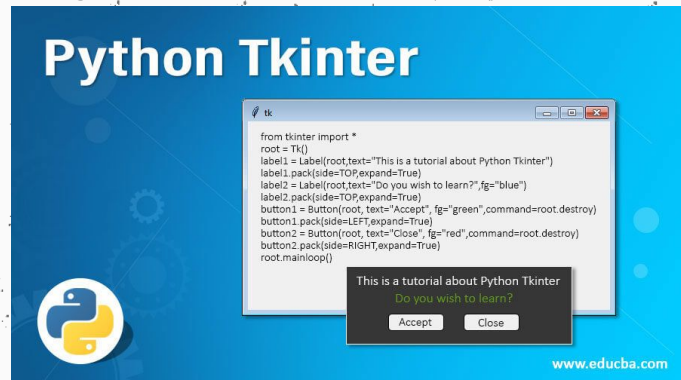 Python Tkinter
tk
from tkinter import *
root = Tk()
label1 = Label(root,text="This is a tutorial about Python Tkinter")
label1.pack(side=TOP,expand=True)
label2 = Label(root,text="Do you wish to learn?",fg="blue")
label2.pack(side=TOP,expand=True)
button1 = Button(root, text="Accept", fg="green",command=root.destroy)
button1.pack(side=LEFT,expand=True)
button2 = Button(root, text="Close", fg="red",command=root.destroy)
button2.pack(side=RIGHT,expand=True)
root.mainloop()
This is a tutorial about Python Tkinter
Do you wish to learn?
Accept Close
www.educba.com